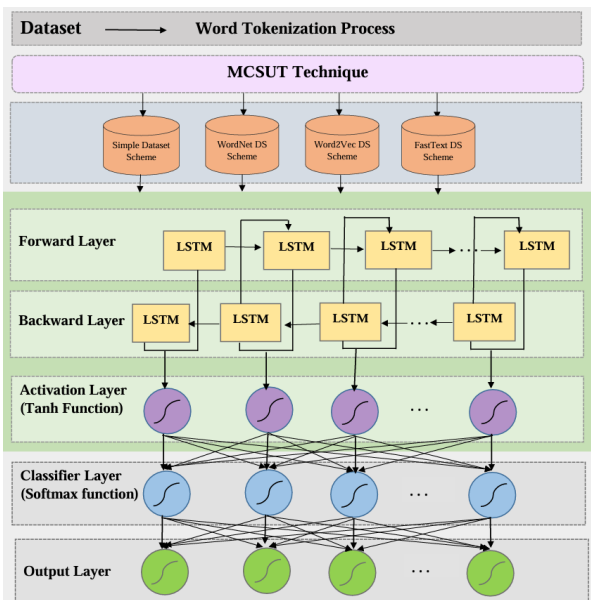 Dataset Word Tokenization Process
MCSUT Technique
Simple Dataset
Scheme
WordNet DS
Scheme
Word2Vec DS
Scheme
FastText DS
Scheme
Forward Layer
LSTM LSTM LSTM ... LSTM
Backward Layer
LSTM LSTM LSTM ... LSTM
Activation Layer
(Tanh Function)
...
Classifier Layer
(Softmax function)
...
Output Layer
...